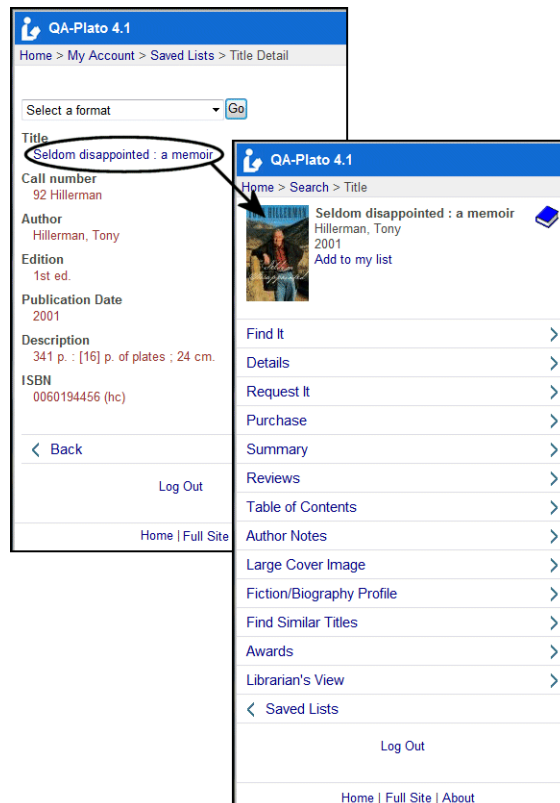 QA-Plato 4.1
Home > My Account > Saved Lists > Title Detail
Select a format
Go
Title
Seldom disappointed : a memoir
Call number
92 Hillerman
Author
Hillerman, Tony
Edition
1st ed.
Publication Date
2001
Description
341 p. : [16] p. of plates ; 24 cm.
ISBN
0060194456 (hc)
Back
Log Out
Home | Full Site
QA-Plato 4.1
Home > Search > Title
HILLERMAN
Seldom
Disappointed
Seldom disappointed : a memoir
Hillerman, Tony
2001
Add to my list
Find It
Details
Request It
Purchase
Summary
Reviews
Table of Contents
Author Notes
Large Cover Image
Fiction/Biography Profile
Find Similar Titles
Awards
Librarian's View
Saved Lists
Log Out
Home | Full Site | About